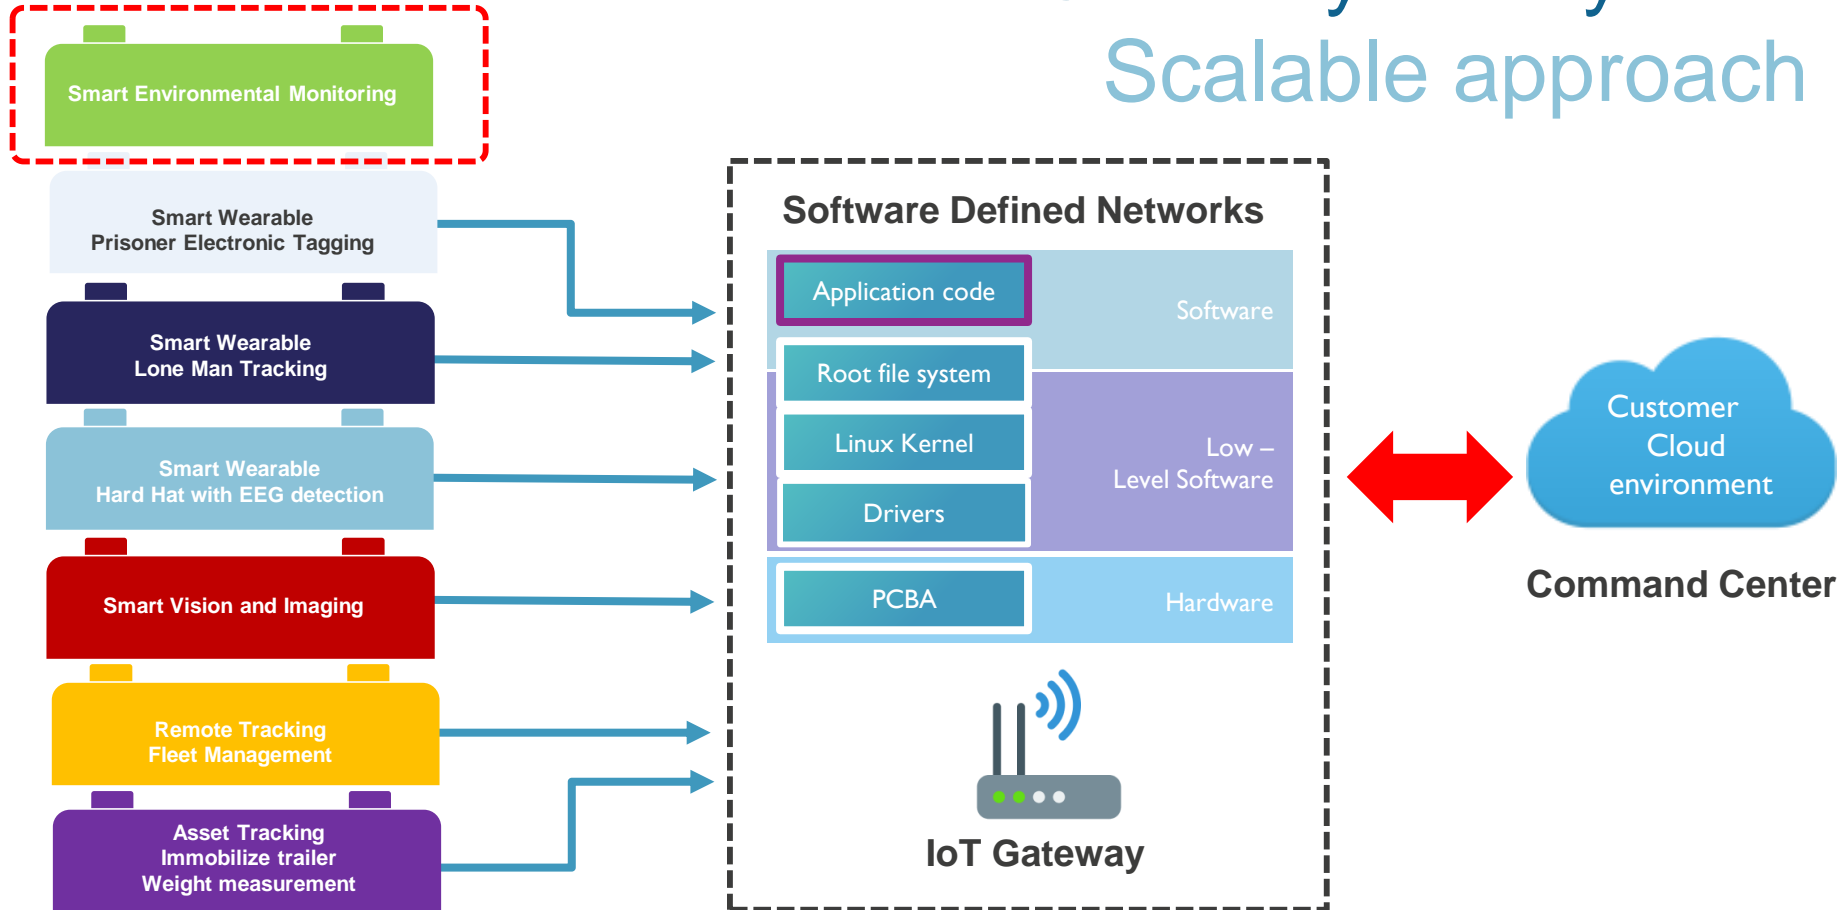 Scalable approach
Smart Environmental Monitoring
Smart Wearable
Prisoner Electronic Tagging
Smart Wearable
Lone Man Tracking
Smart Wearable
Hard Hat with EEG detection
Smart Vision and Imaging
Remote Tracking
Fleet Management
Asset Tracking
Immobilize trailer
Weight measurement
Software Defined Networks
Application code
Software
Root file system
Linux Kernel
Low –
Level Software
Drivers
PCBA
Hardware
IoT Gateway
Customer
Cloud
environment
Command Center